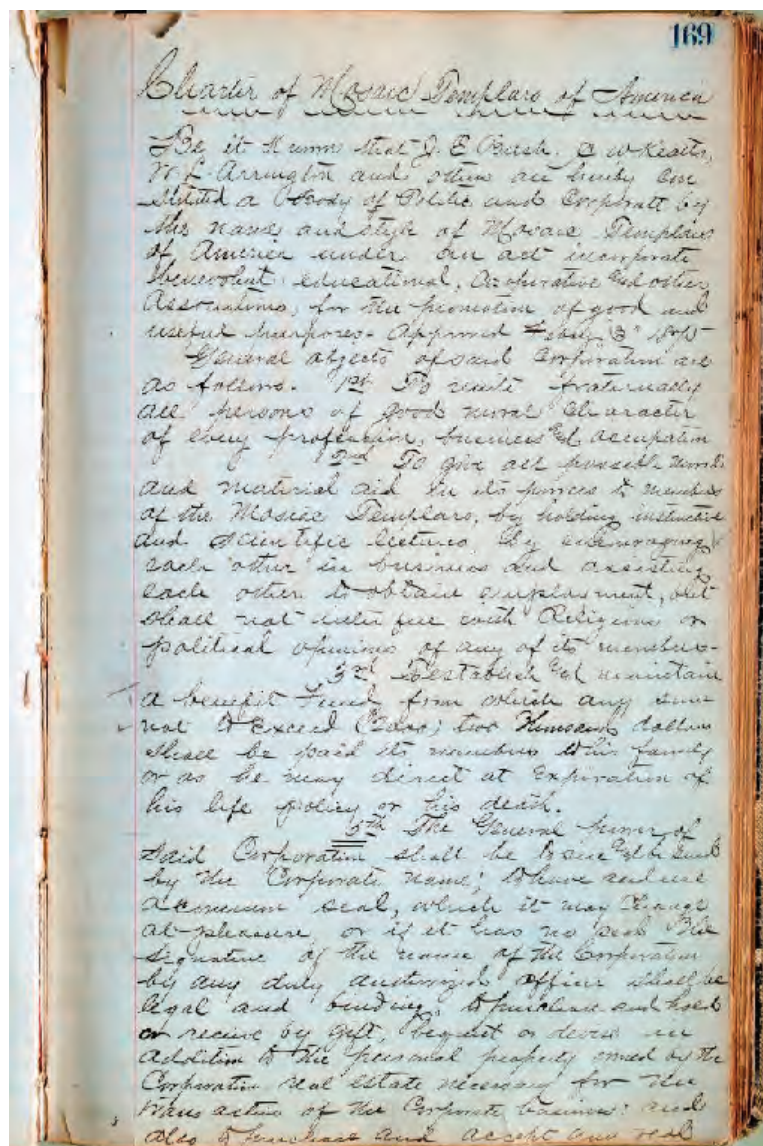 169
Charter of Mosaic Templars of America
Be it Known that J. E. Bush, C W Keatts,
W. L. Arrington and others are hereby Con
stituted a Boody of Politic and Corporatt by
the name and style of Mosaic Templars
of America under an act incorporate
benevolent, educational, and other
Associations, for the promotion of good and
useful purposes- Approved
General objects of said Corporation are
as follows. 1st To unite fraternally
all persons of good moral Character
of every profession, business and occupation
2nd To give all possible moral
and material aid in its powers to members
of the Mosaic Templars, by holding instructive
and scientific lectures by encouraging
each other in business and assisting
each other to obtain employment, but
shall not interfere with Religious or
political opinions of any of its members-
3rd To establish and maintain
a benefit Fund from which any sum
not to Exceed two thousand dollars
shall be paid its members to his family
or as he may direct at Expiration of
his life policy or his death.
5th The General power of
said Corporation shall be to sue and be sued
by the Corporate name; to have and use
a common seal, which it may Change
at pleasure or if it has no seal the
signature of the name of the Corporation
by any duly authorized officer shall be
legal and binding, to purchase and hold
or receive by gift, bequest or devise in
addition to the personal property owned by the
Corporation real estate necessary for the
transaction of the Corporate business: and
also to purchase and accept any real